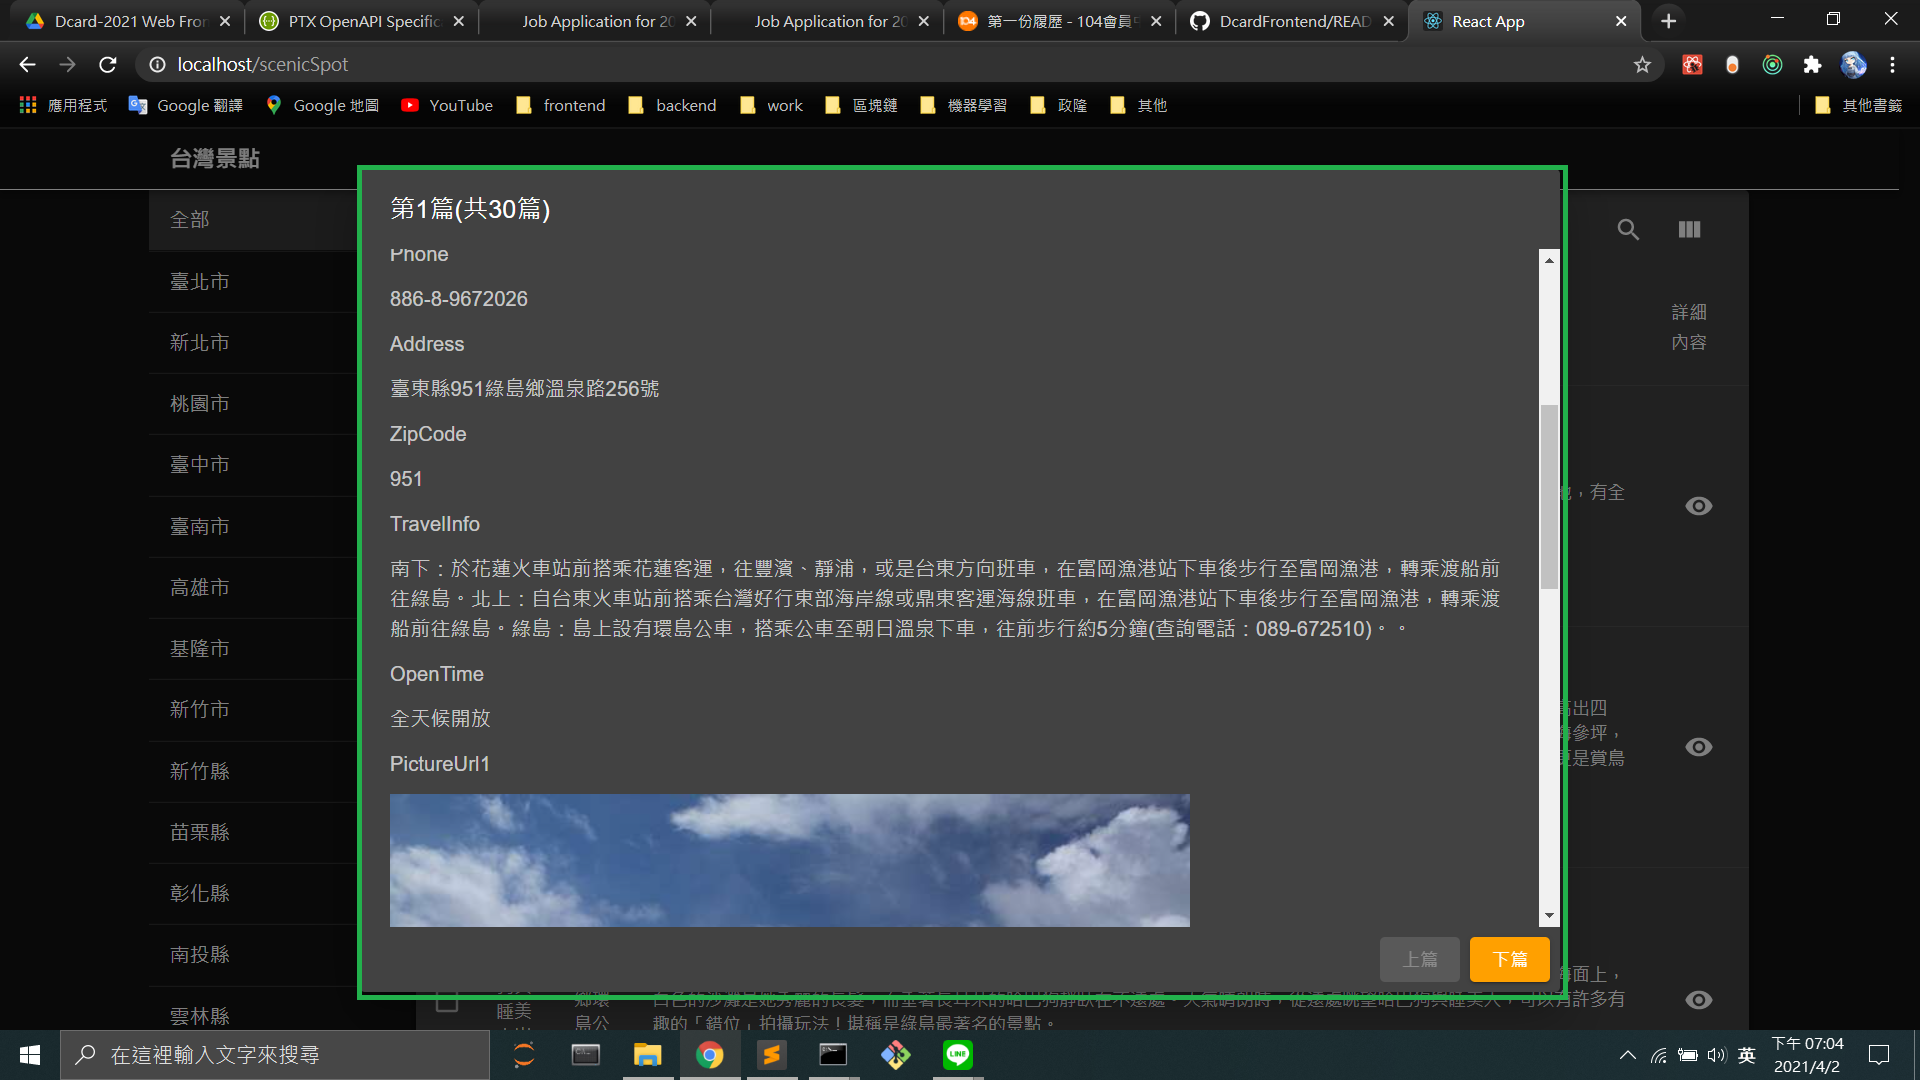 Dcard-2021 Web Fron
PTX OpenAPI Specific
Job Application for 20
Job Application for 20
第一份履歷 - 104會員
DcardFrontend/READ
React App
localhost/scenicSpot
應用程式
Google 翻譯
Google 地圖
YouTube
frontend
backend
work
區塊鏈
機器學習
政隆
其他
其他書籤
台灣景點
全部
臺北市
新北市
桃園市
臺中市
臺南市
高雄市
基隆市
新竹市
新竹縣
苗栗縣
彰化縣
南投縣
雲林縣
第1篇(共30篇)
Phone
886-8-9672026
Address
臺東縣951綠島鄉溫泉路256號
ZipCode
951
TravelInfo
南下：於花蓮火車站前搭乘花蓮客運，往豐濱、靜浦，或是台東方向班車，在富岡漁港站下車後步行至富岡漁港，轉乘渡船前
往綠島。北上：自台東火車站前搭乘台灣好行東部海岸線或鼎東客運海線班車，在富岡漁港站下車後步行至富岡漁港，轉乘渡
船前往綠島。綠島：島上設有環島公車，搭乘公車至朝日溫泉下車，往前步行約5分鐘(查詢電話：089-672510)。。
OpenTime
全天候開放
PictureUrl1
上篇
下篇
詳細
內容
，有全
高出四
海參坪，
更是賞鳥
海面上，
睡美
鄉環
島公
可以有許多有
趣的「錯位」拍攝玩法！堪稱是綠島最著名的景點。
在這裡輸入文字來搜尋
英
下午 07:04
2021/4/2